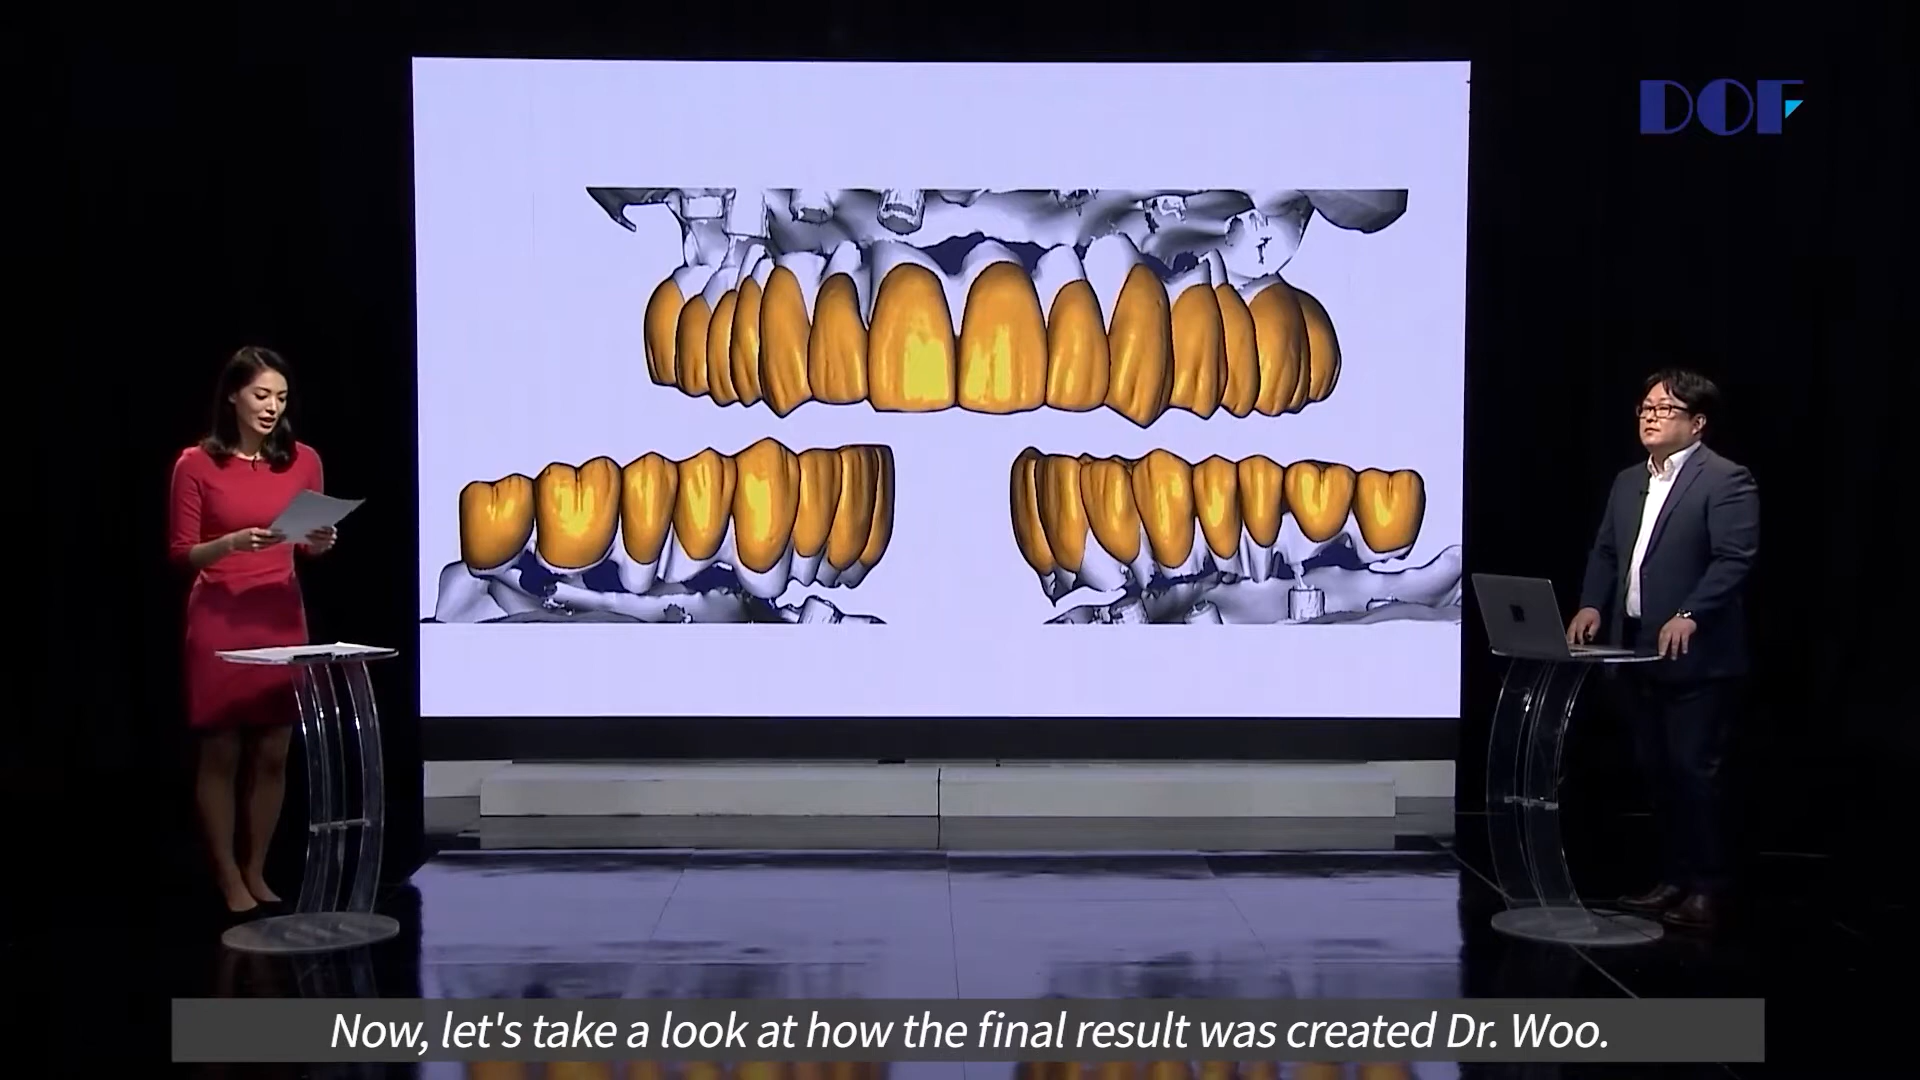 DOF
Now, let's take a look at how the final result was created Dr. Woo.